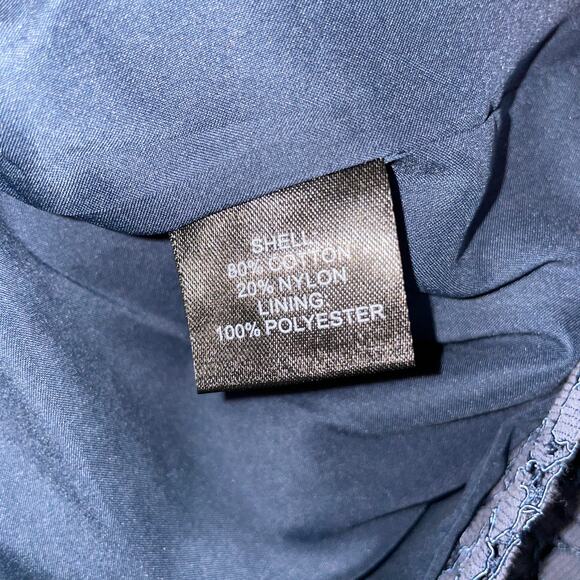 SHELL:
80% COTTON
20% NYLON
LINING:
100% POLYESTER